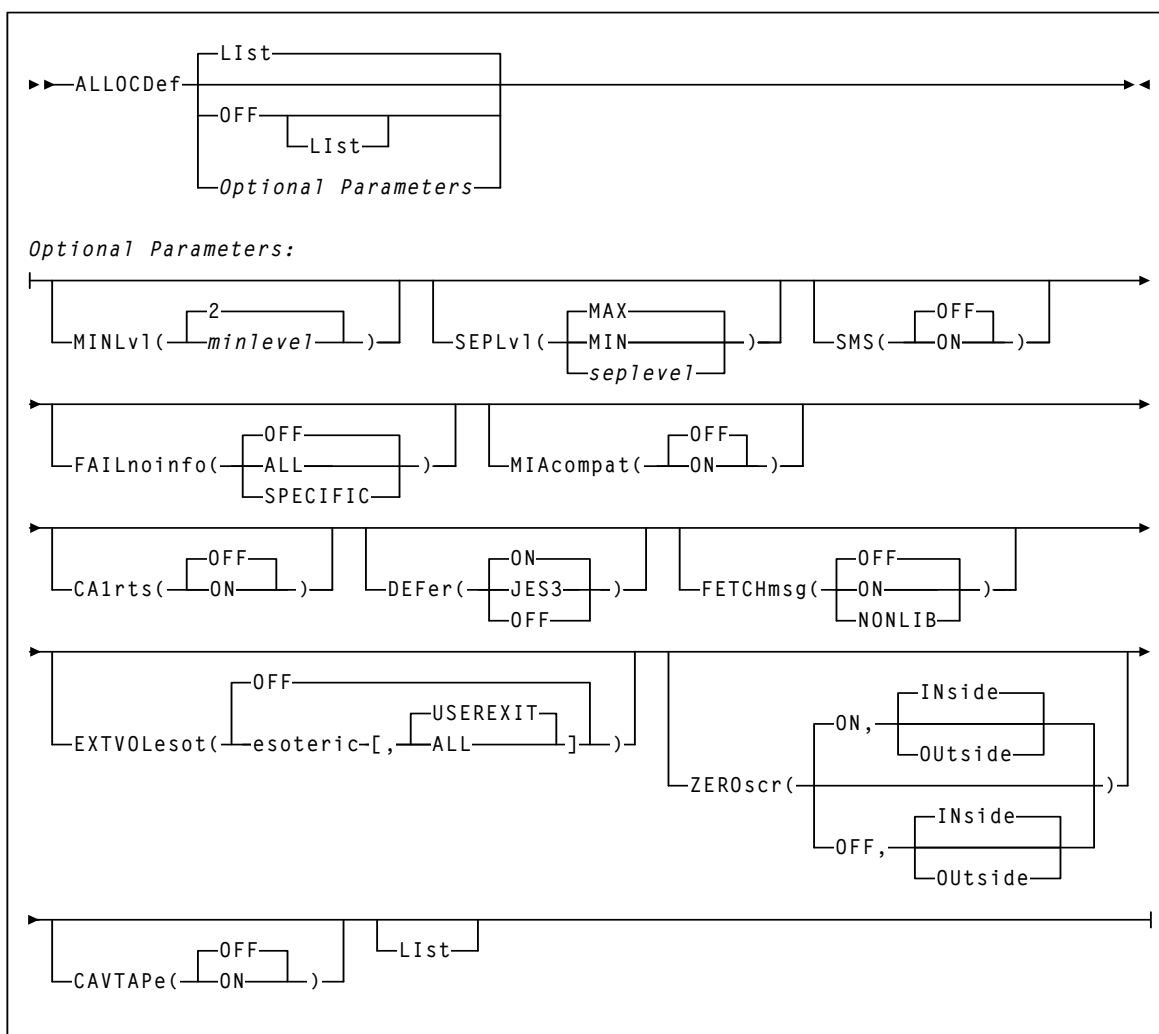 LIst
ALLOCDef
OFF
LIst
Optional Parameters
Optional Parameters:
2
MINLvl( minlevel )
MAX
SEPLvl( MIN )
seplevel
OFF
SMS( ON )
OFF
FAILnoinfo( ALL )
SPECIFIC
OFF
MIAcompat( ON )
OFF
CA1rts( ON )
ON
DEFer( JES3 )
OFF
OFF
FETCHmsg( ON )
NONLIB
OFF
USEREXIT
EXTVOLesot( esoteric [, ALL ] )
INside
ON,
OUtside
ZEROscr( )
INside
OFF,
OUtside
OFF
CAVTAPe( ON )
LIst